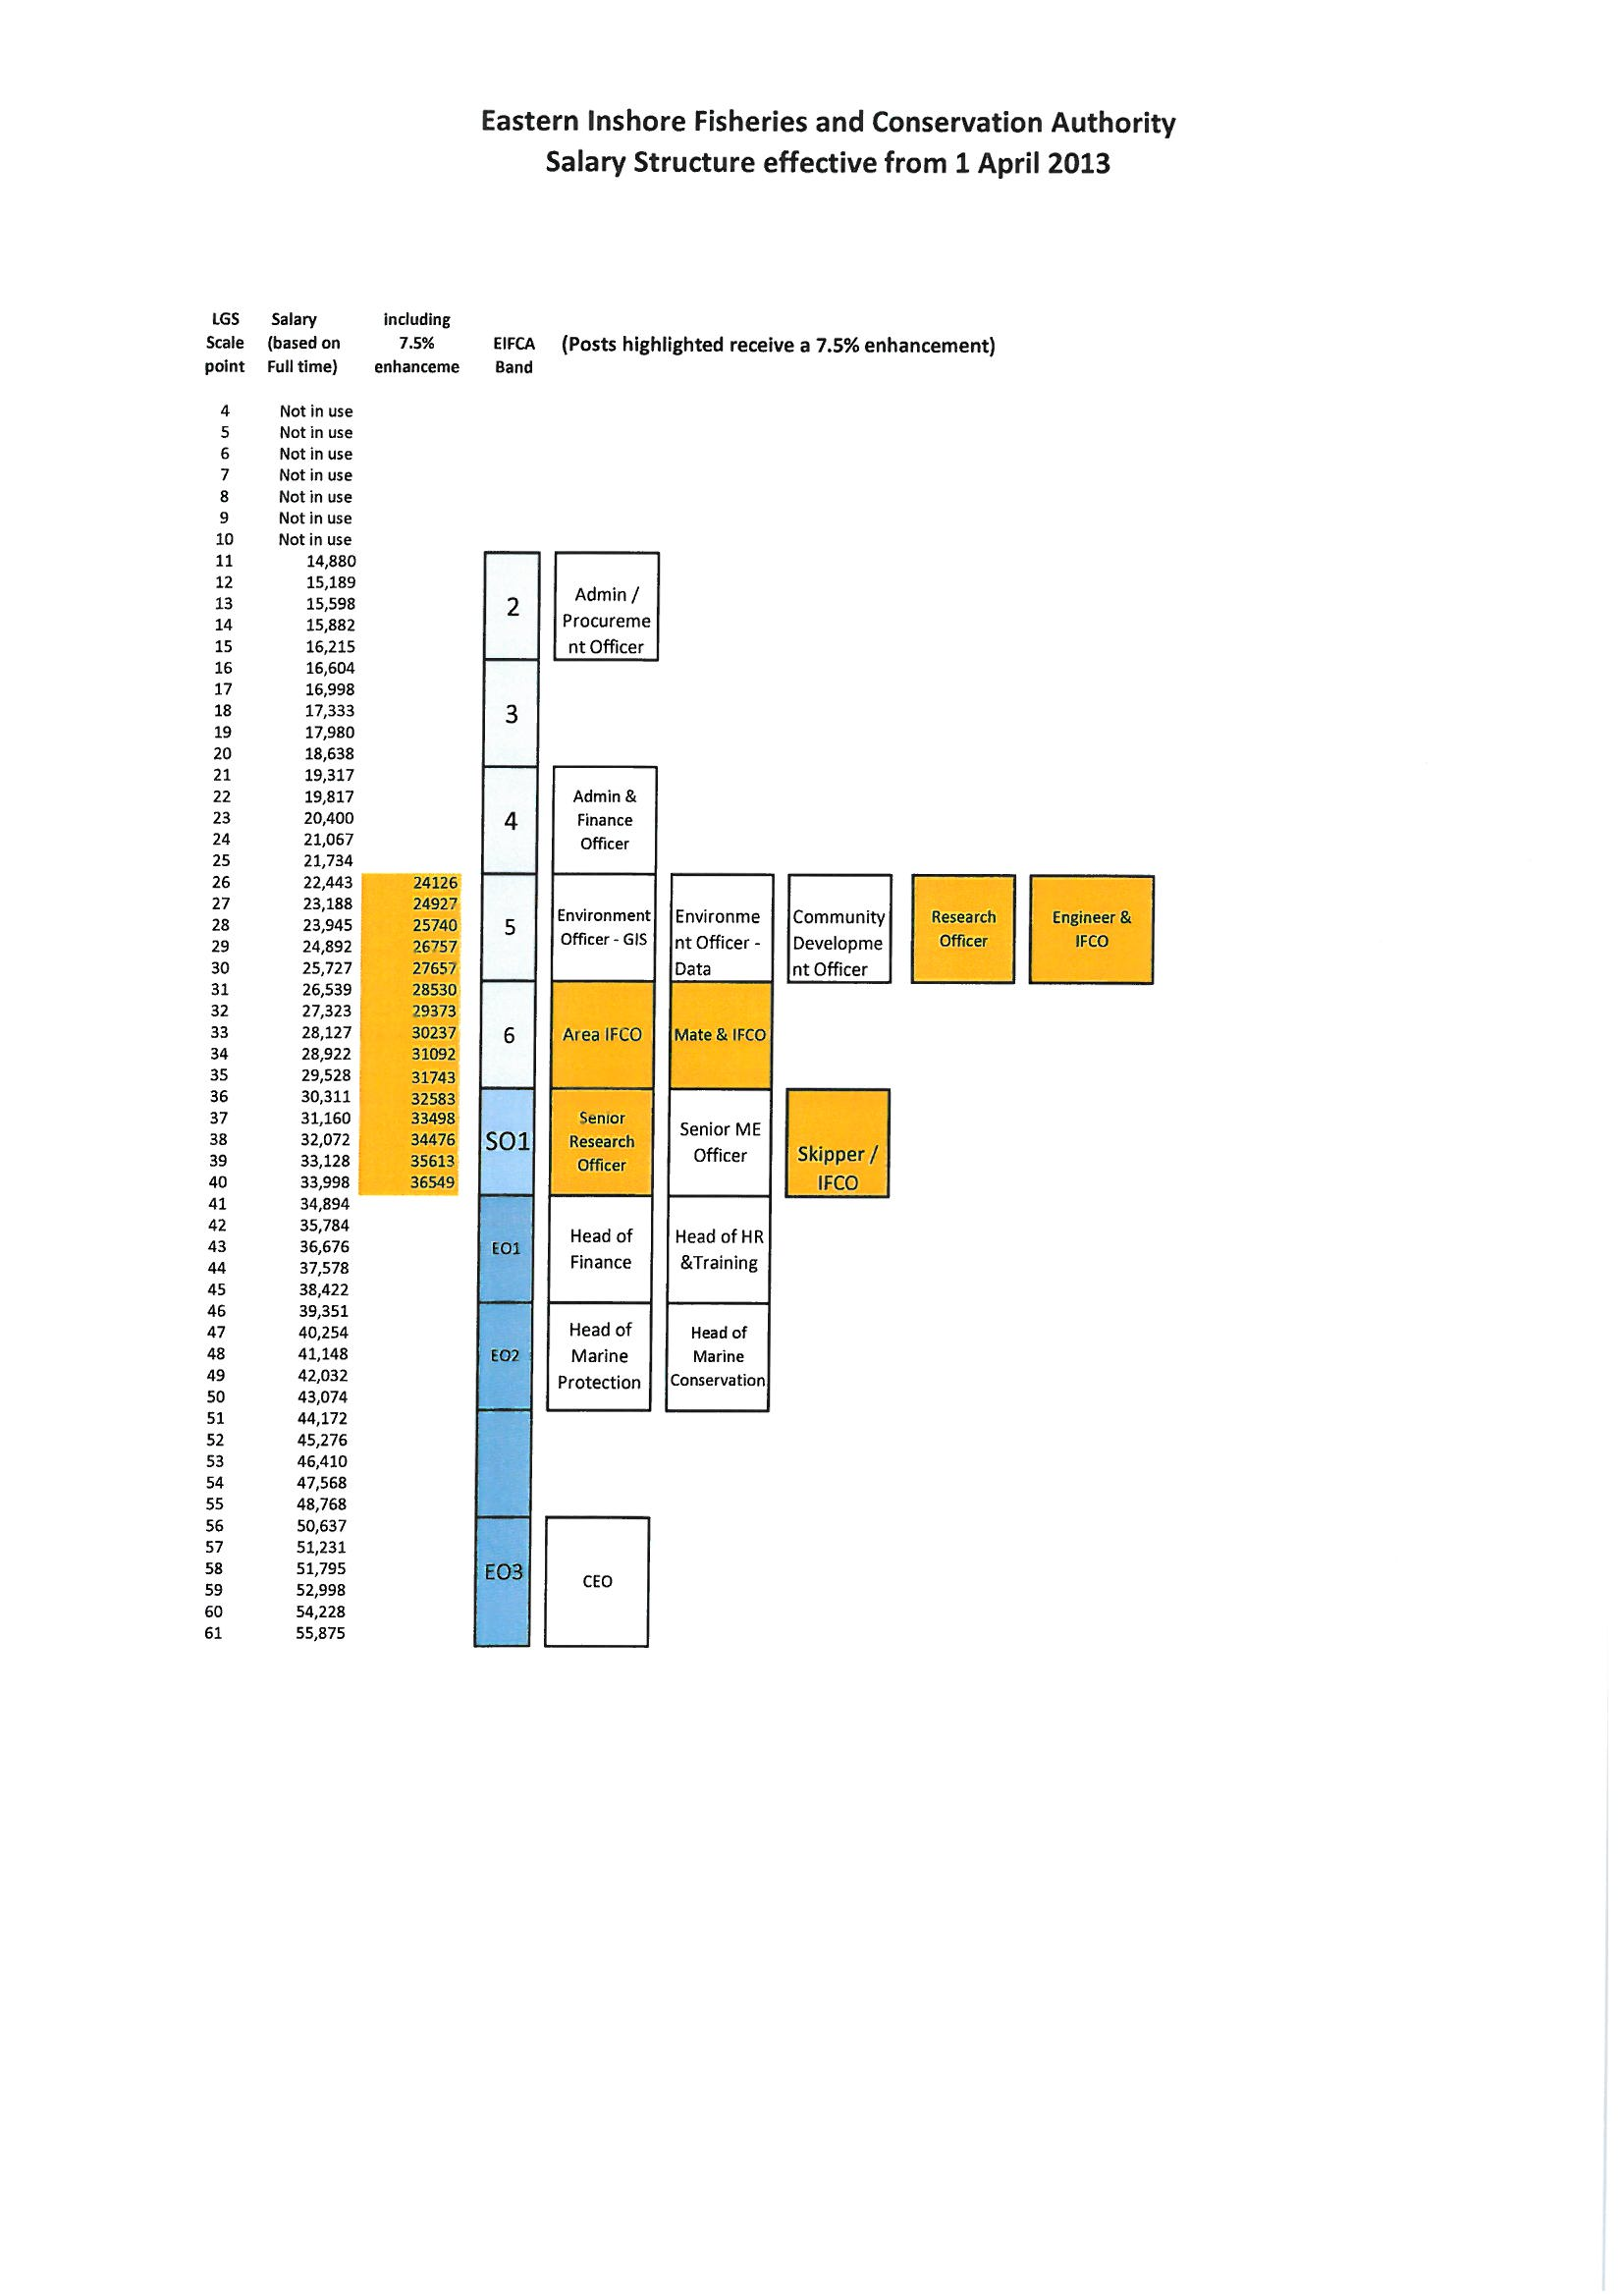 Eastern Inshore Fisheries and Conservation Authority
Salary Structure effective from 1 April 2013
LGS Salary including
Scale (based on 7.5% EIFCA (Posts highlighted receive a 7.5% enhancement)
point Full time) enhanceme Band
4 Not in use
5 Not in use
6 Not in use
7 Not in use
8 Not in use
9 Not in use
10 Not in use
11 14,880
12 15,189
13 15,598
14 15,882
15 16,215
16 16,604
17 16,998
18 17,333
19 17,980
20 18,638
21 19,317
22 19,817
23 20,400
24 21,067
25 21,734
26 22,443 24126
27 23,188 24927
28 23,945 25740
29 24,892 26757
30 25,727 27657
31 26,539 28530
32 27,323 29373
33 28,127 30237
34 28,922 31092
35 29,528 31743
36 30,311 32583
37 31,160 33498
38 32,072 34476
39 33,128 35613
40 33,998 36549
41 34,894
42 35,784
43 36,676
44 37,578
45 38,422
46 39,351
47 40,254
48 41,148
49 42,032
50 43,074
51 44,172
52 45,276
53 46,410
54 47,568
55 48,768
56 50,637
57 51,231
58 51,795
59 52,998
60 54,228
61 55,875
2
Admin /
Procureme
nt Officer
3
4
Admin &
Finance
Officer
5
Environment
Officer - GIS
Environme
nt Officer -
Data
Community
Developme
nt Officer
Research
Officer
Engineer &
IFCO
6
Area IFCO
Mate & IFCO
SO1
Senior
Research
Officer
Senior ME
Officer
Skipper /
IFCO
EO1
Head of
Finance
Head of HR
&Training
EO2
Head of
Marine
Protection
Head of
Marine
Conservation
EO3
CEO